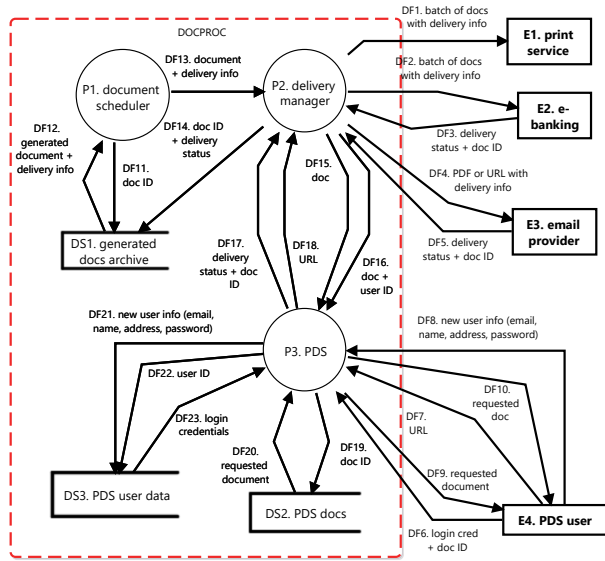 DOCPROC
DF1. batch of docs
with delivery info
E1. print
service
DF13. document
+ delivery info
DF2. batch of docs
with delivery info
P1. document
scheduler
P2. delivery
manager
E2. e-
banking
DF12.
generated
document +
delivery info
DF14. doc ID
+ delivery
status
DF11.
doc ID
DF15.
doc
DF3. delivery
status + doc ID
DF4. PDF or URL with
delivery info
E3. email
provider
DS1. generated
docs archive
DF17.
delivery
status + doc
ID
DF18.
URL
DF16.
doc +
user ID
DF5. delivery
status + doc ID
DF21. new user info (email,
name, address, password)
DF8. new user info (email,
name, address, password)
P3. PDS
DF22. user ID
DF23. login
credentials
DF10.
requested
doc
DF7.
URL
DF20.
requested
document
DF19.
doc ID
DF9. requested
document
DS3. PDS user data
DS2. PDS docs
E4. PDS user
DF6. login cred
+ doc ID